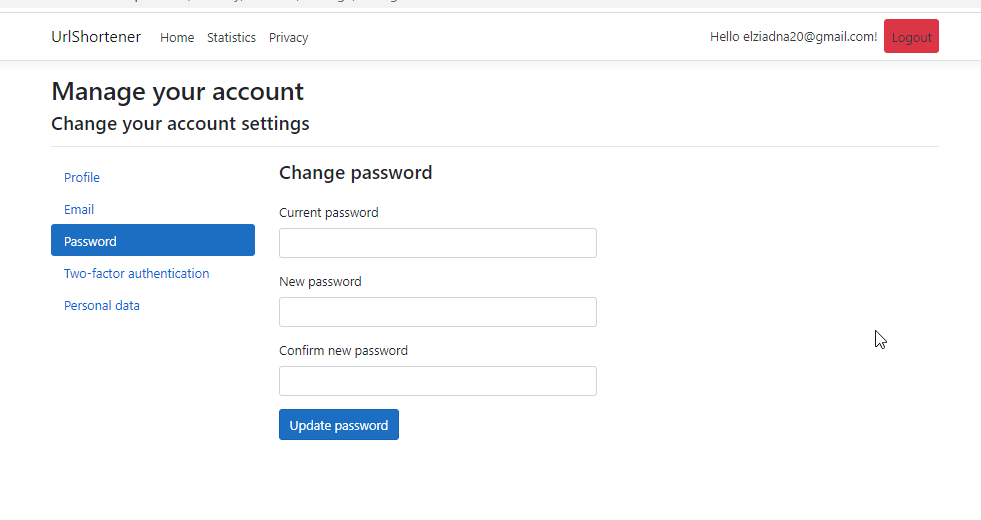 UrlShortener Home Statistics Privacy Hello elziadna20@gmail.com! Logout
Manage your account
Change your account settings
Profile
Email
Password
Two-factor authentication
Personal data
Change password
Current password
New password
Confirm new password
Update password